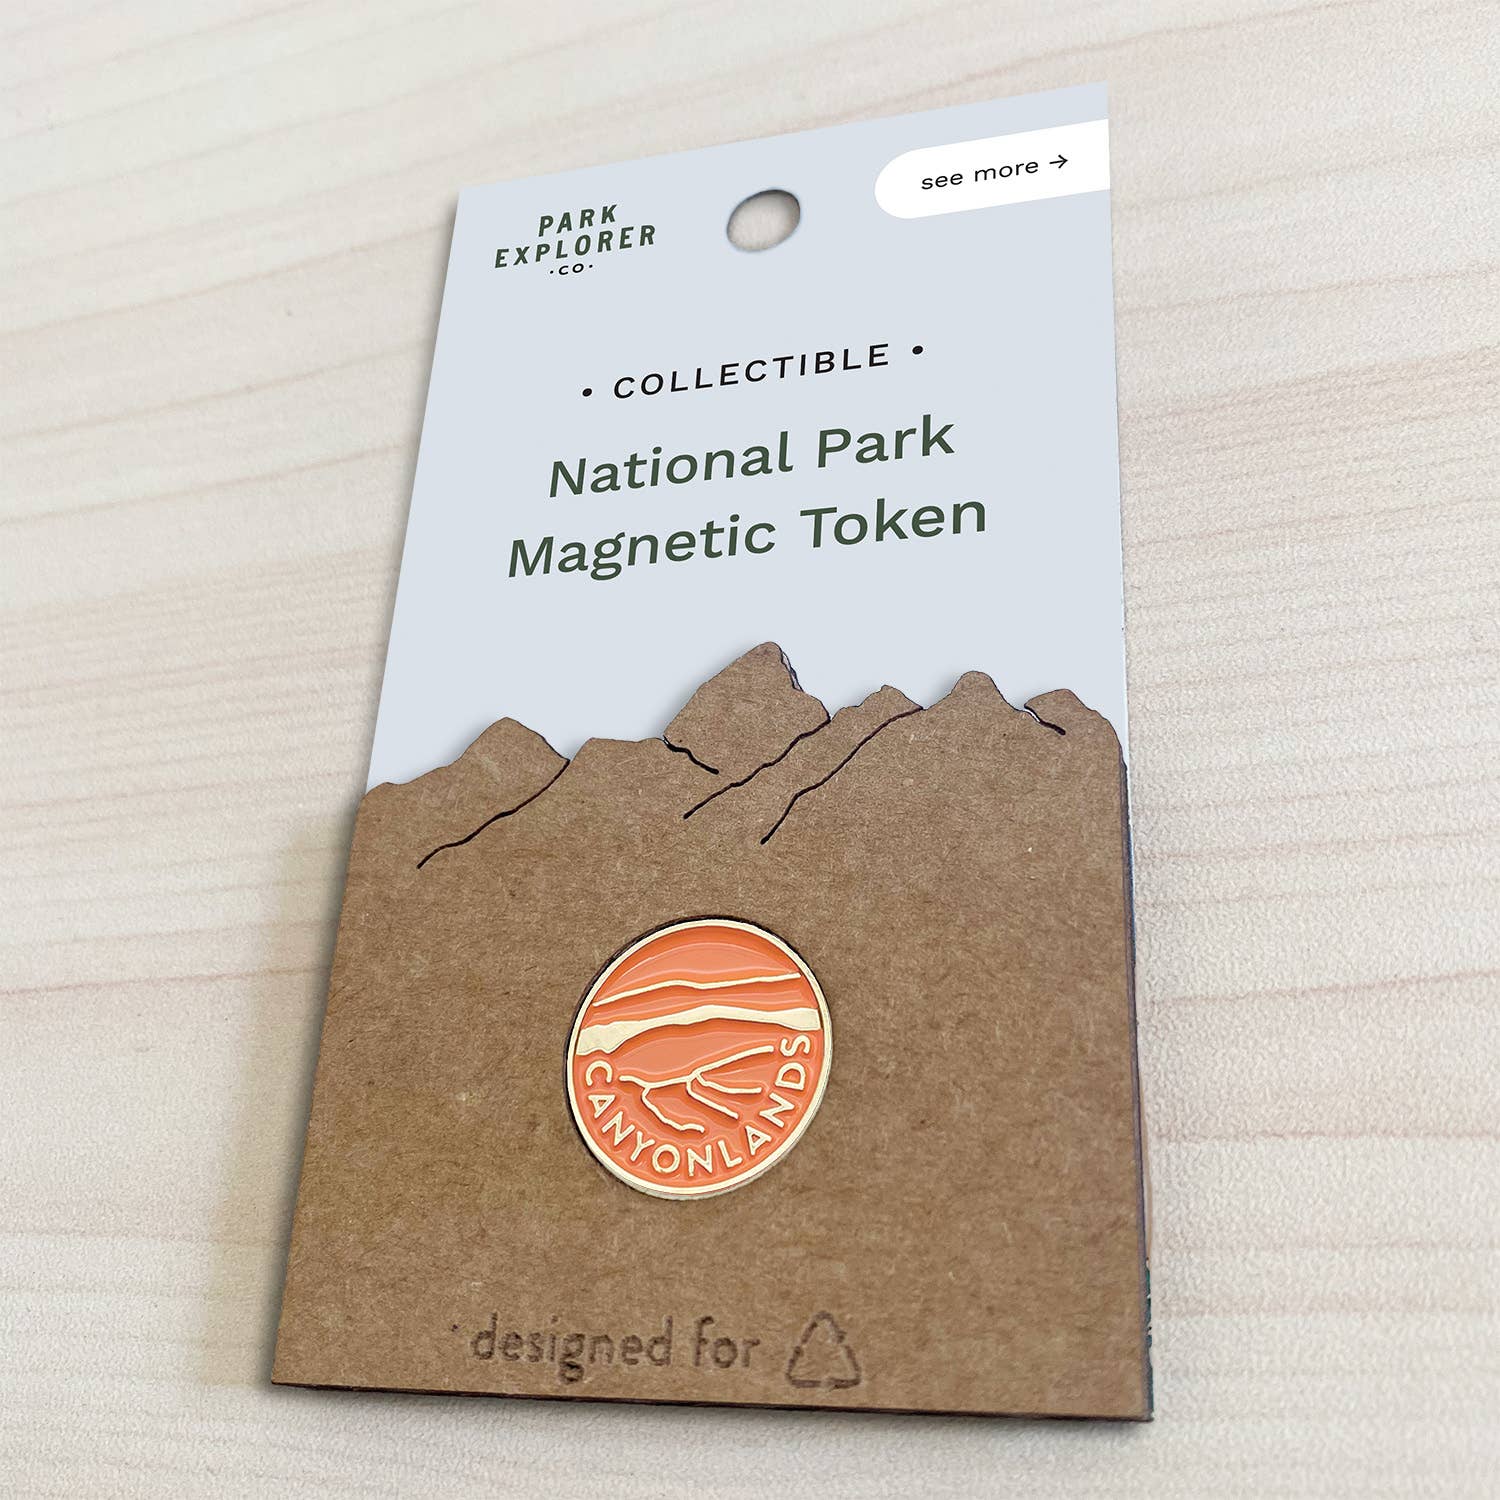 PARK
EXPLORER
·CO·
see more →
• COLLECTIBLE •
National Park
Magnetic Token
CANYONLANDS
designed for